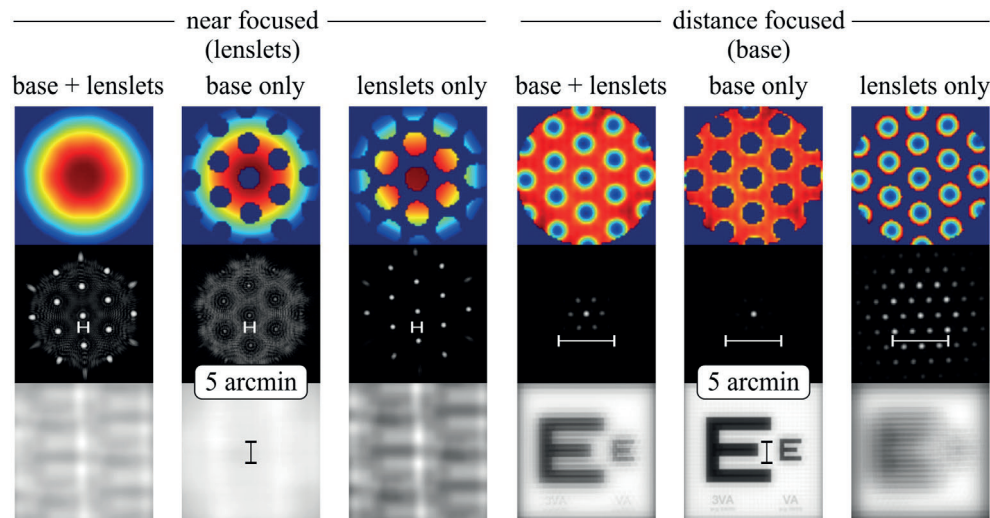 near focused
(lenslets)
distance focused
(base)
base + lenslets
base only
lenslets only
base + lenslets
base only
lenslets only
5 arcmin
5 arcmin
E E
E E
3VA VA